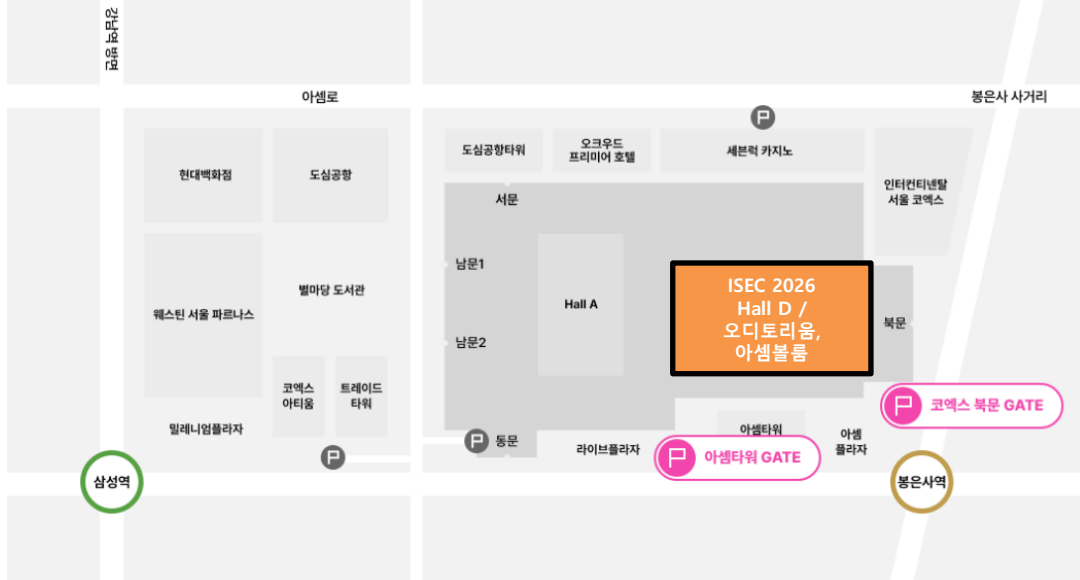 강남역 방면
아셈로
봉은사 사거리
현대백화점
도심공항
도심공항타워
오크우드
프리미어 호텔
세븐럭 카지노
인터컨티넨탈
서울 코엑스
서문
남문1
남문2
Hall A
ISEC 2026
Hall D /
오디토리움,
아셈볼룸
북문
별마당 도서관
웨스틴 서울 파르나스
코엑스
아티움
트레이드
타워
밀레니엄플라자
P
P
P
동문
라이브플라자
아셈타워
아셈
플라자
P 아셈타워 GATE
P 코엑스 북문 GATE
삼성역
봉은사역